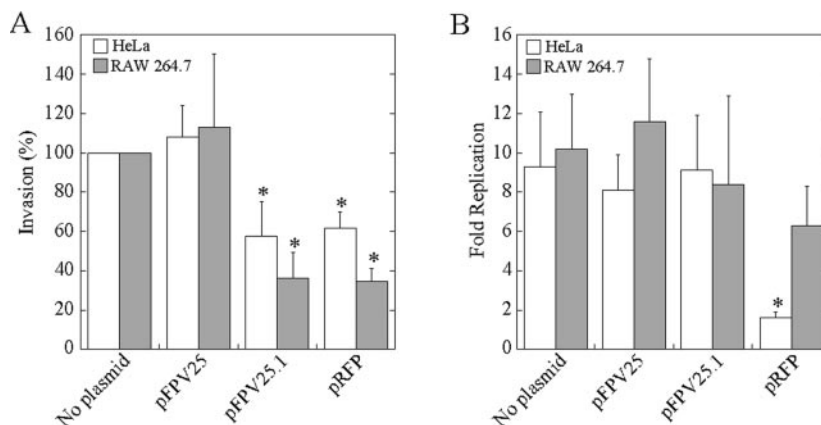 A
HeLa
RAW 264.7
Invasion (%)
160
140
120
100
80
60
40
20
0
*
*
*
*
No plasmid
pFPV25
pFPV25.1
pRFP
B
HeLa
RAW 264.7
Fold Replication
16
14
12
10
8
6
4
2
0
*
No plasmid
pFPV25
pFPV25.1
pRFP